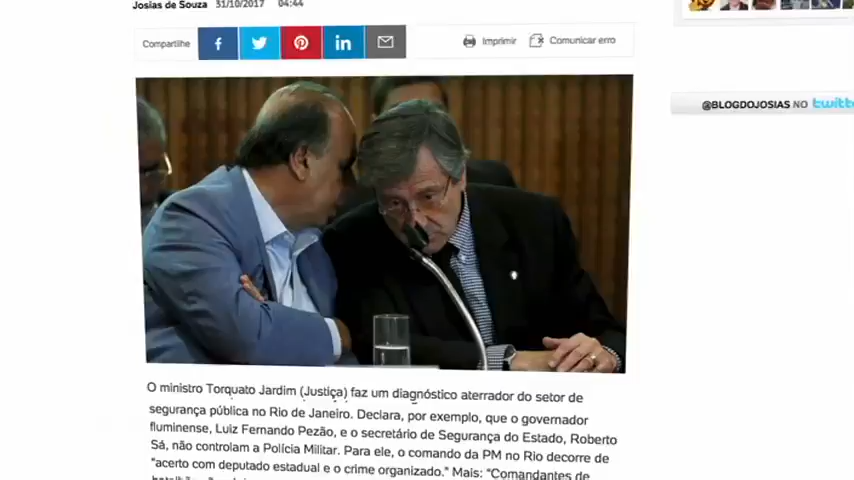 Josias de Souza 31/10/2017 04:44
Compartilhe
Imprimir
Comunicar erro
@BLOGDOJOSIAS NO
O ministro Torquato Jardim (Justiça) faz um diagnóstico aterrador do setor de
segurança pública no Rio de Janeiro. Declara, por exemplo, que o governador
fluminense, Luiz Fernando Pezão, e o secretário de Segurança do Estado, Roberto
Sá, não controlam a Polícia Militar. Para ele, o comando da PM no Rio decorre de
"acerto com deputado estadual e o crime organizado." Mais: "Comandantes de